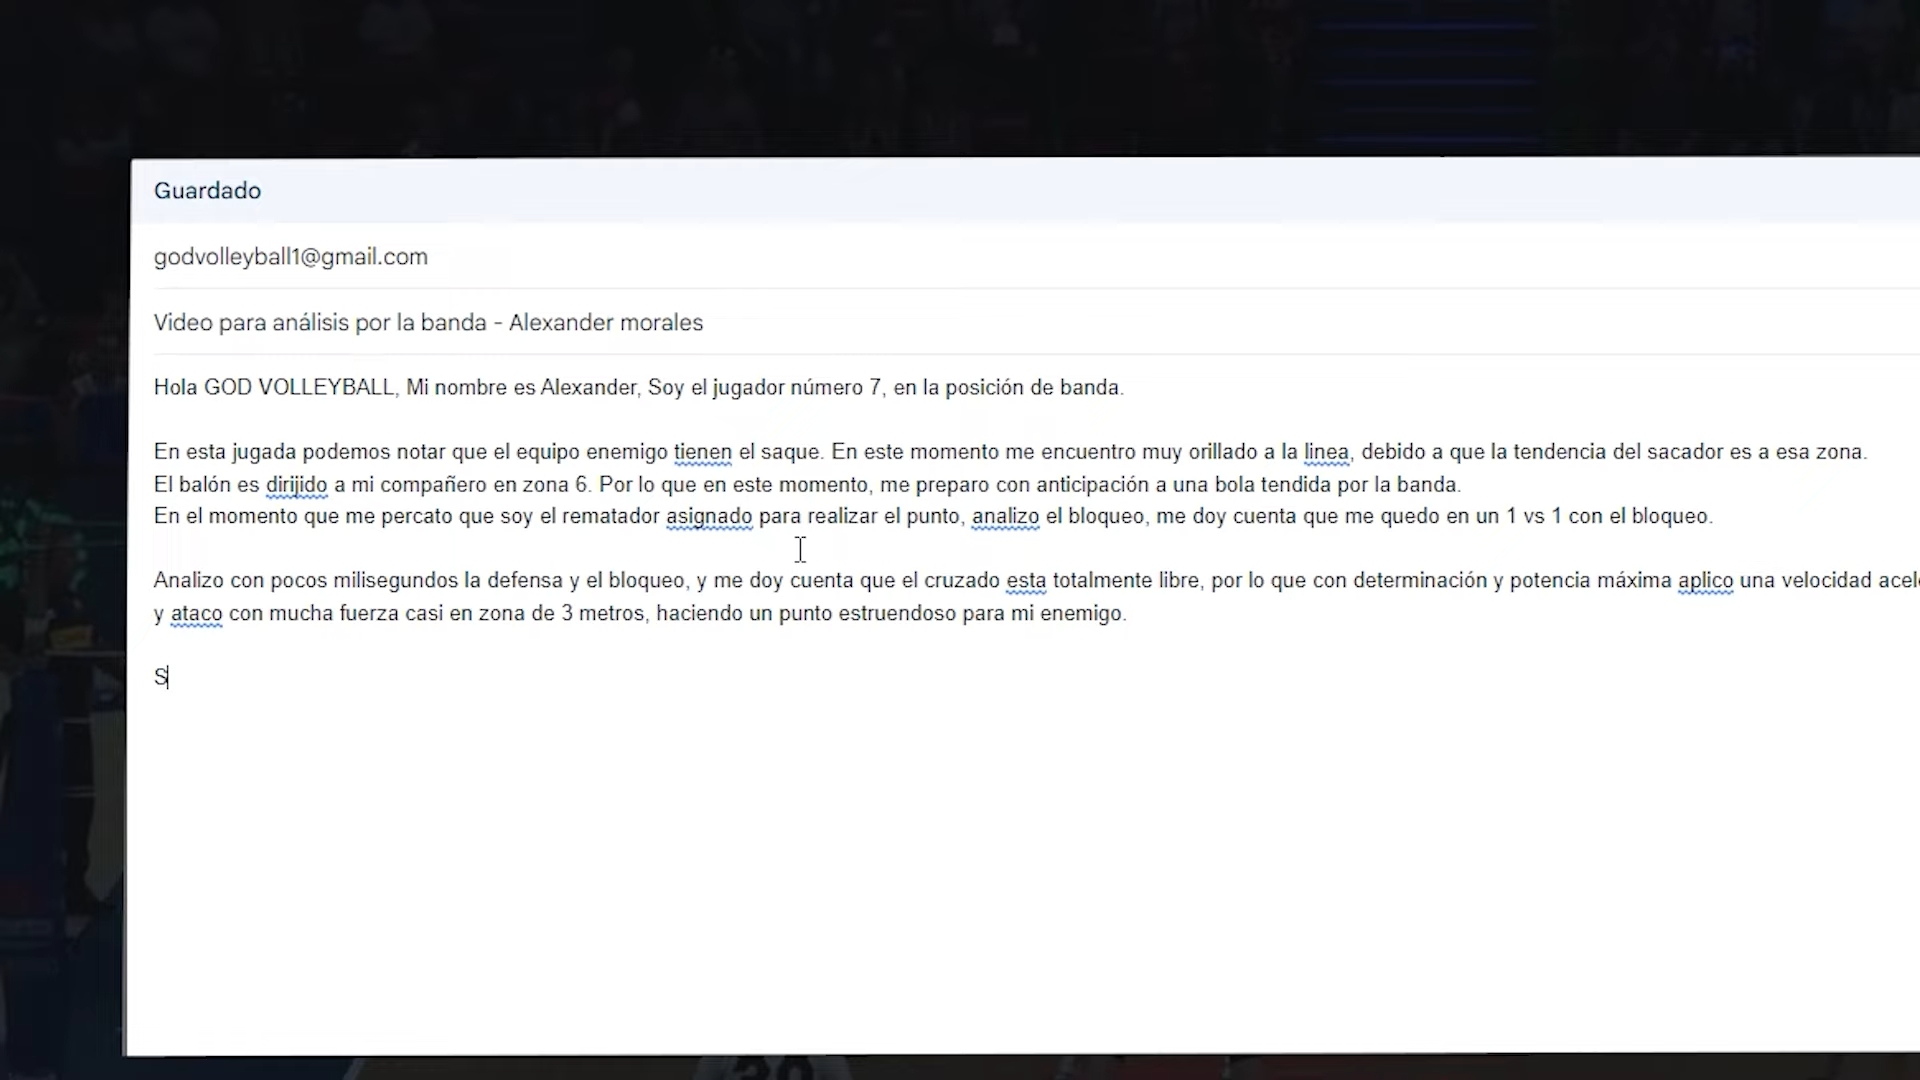 Guardado
godvolleyball1@gmail.com
Video para análisis por la banda - Alexander morales
Hola GOD VOLLEYBALL, Mi nombre es Alexander, Soy el jugador número 7, en la posición de banda.
En esta jugada podemos notar que el equipo enemigo tienen el saque. En este momento me encuentro muy orillado a la linea, debido a que la tendencia del sacador es a esa zona.
El balón es dirijido a mi compañero en zona 6. Por lo que en este momento, me preparo con anticipación a una bola tendida por la banda.
En el momento que me percato que soy el rematador asignado para realizar el punto, analizo el bloqueo, me doy cuenta que me quedo en un 1 vs 1 con el bloqueo.
Analizo con pocos milisegundos la defensa y el bloqueo, y me doy cuenta que el cruzado esta totalmente libre, por lo que con determinación y potencia máxima aplico una velocidad
y ataco con mucha fuerza casi en zona de 3 metros, haciendo un punto estruendoso para mi enemigo.
S